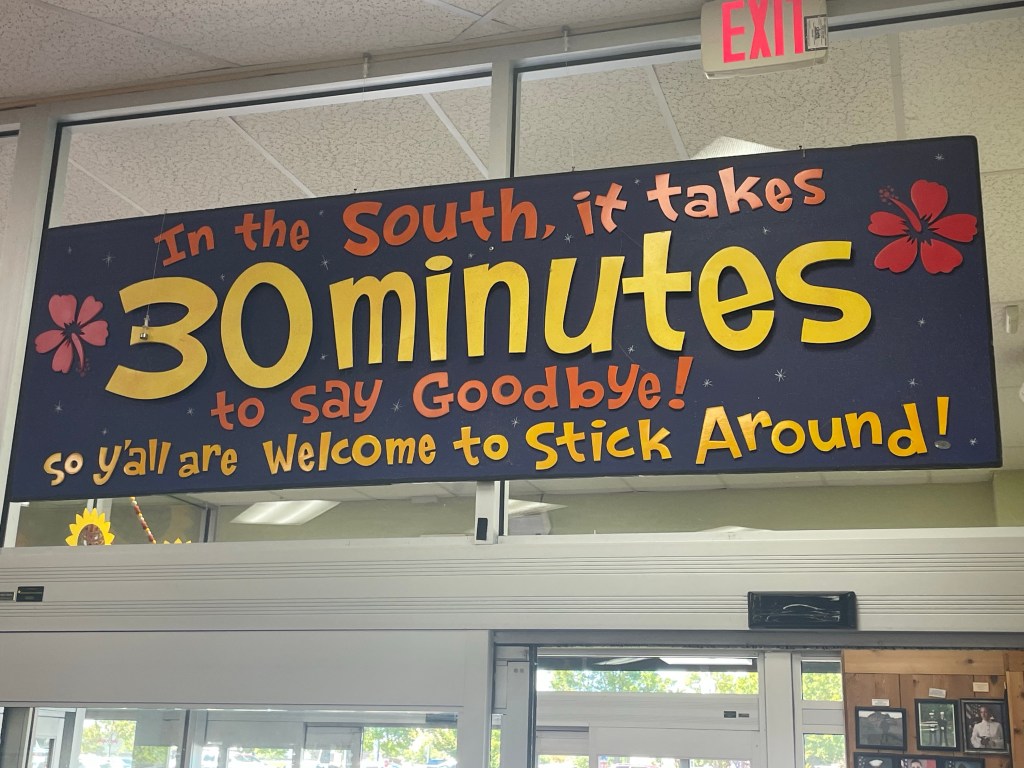 EXIT
In the South, it takes
30 minutes
to say Goodbye!
so y'all are Welcome to Stick Around!